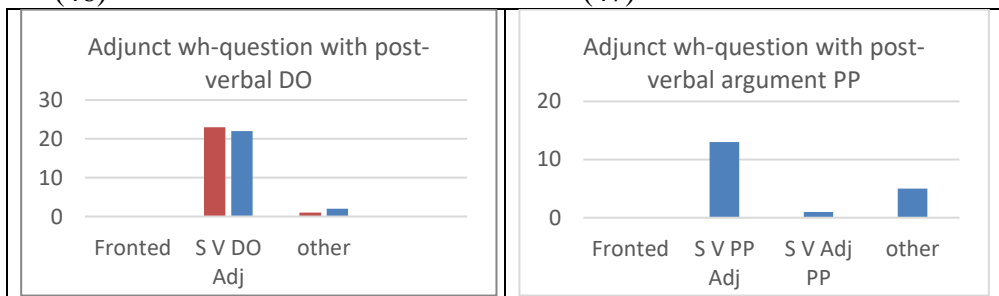 Adjunct wh-question with post-
verbal DO
30
20
10
0
Fronted S V DO other
Adj
Adjunct wh-question with post-
verbal argument PP
20
10
0
Fronted S V PP S V Adj other
Adj PP